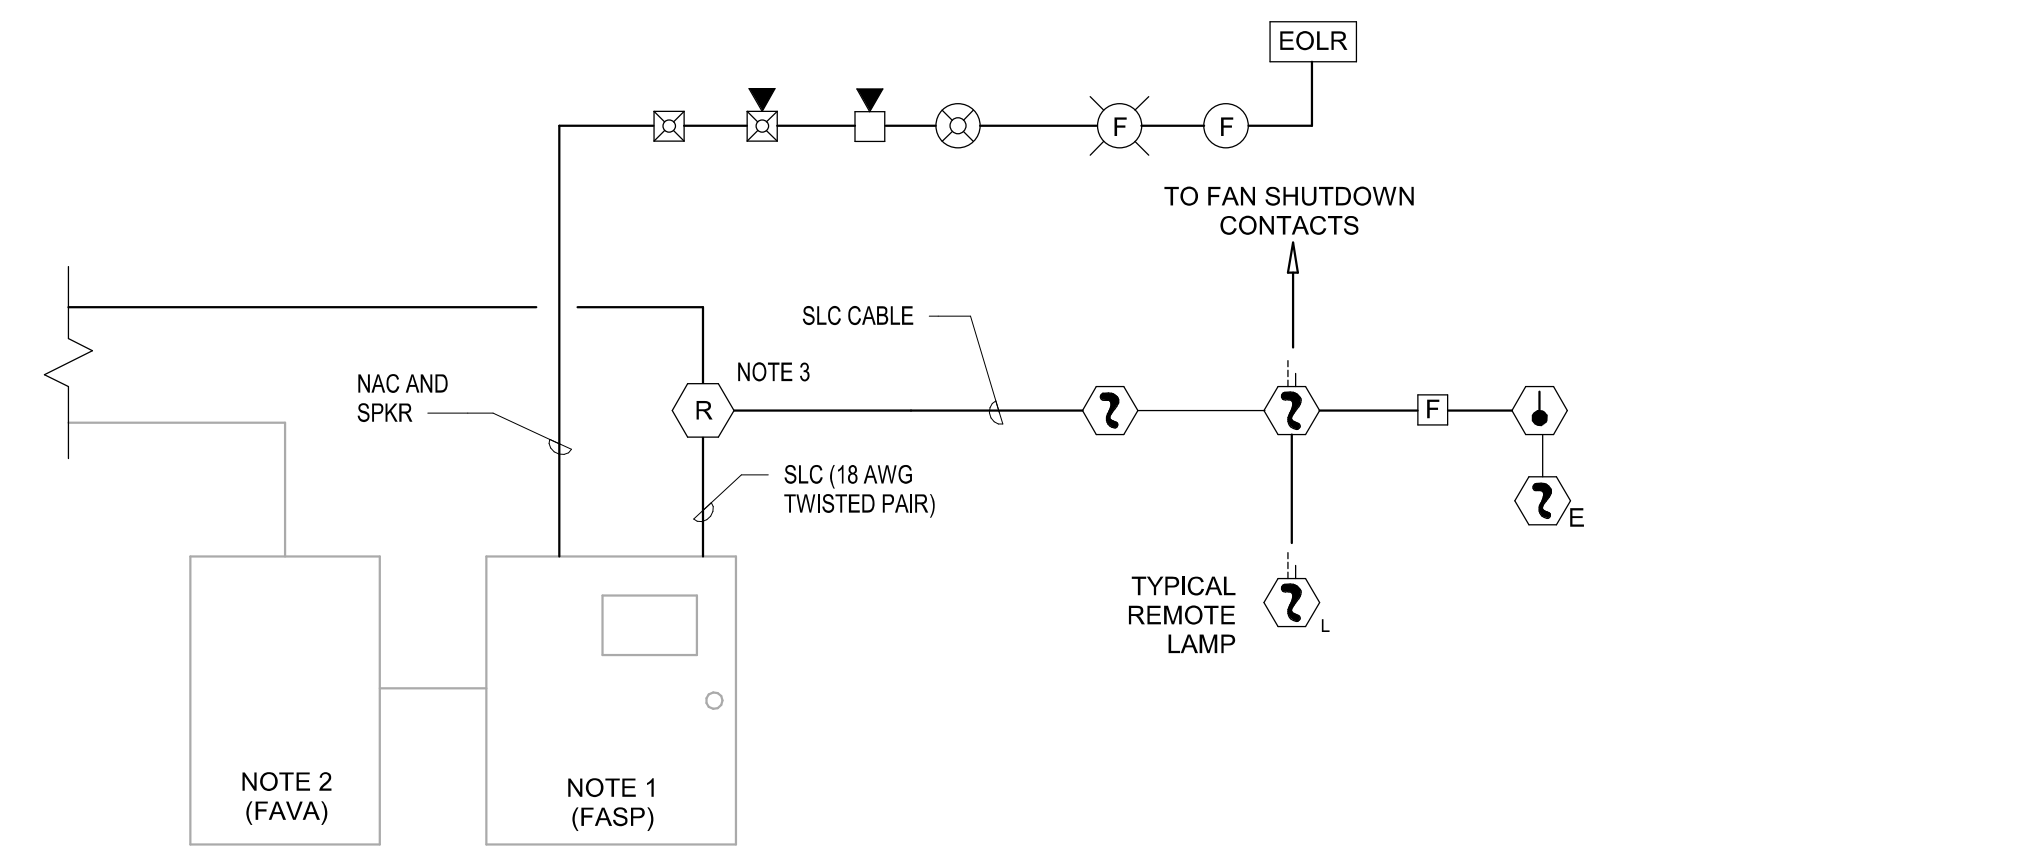 EOLR
F
F
TO FAN SHUTDOWN
CONTACTS
SLC CABLE
NOTE 3
NAC AND
SPKR
R
F
SLC (18 AWG
TWISTED PAIR)
E
TYPICAL
REMOTE
LAMP
L
NOTE 2
(FAVA)
NOTE 1
(FASP)